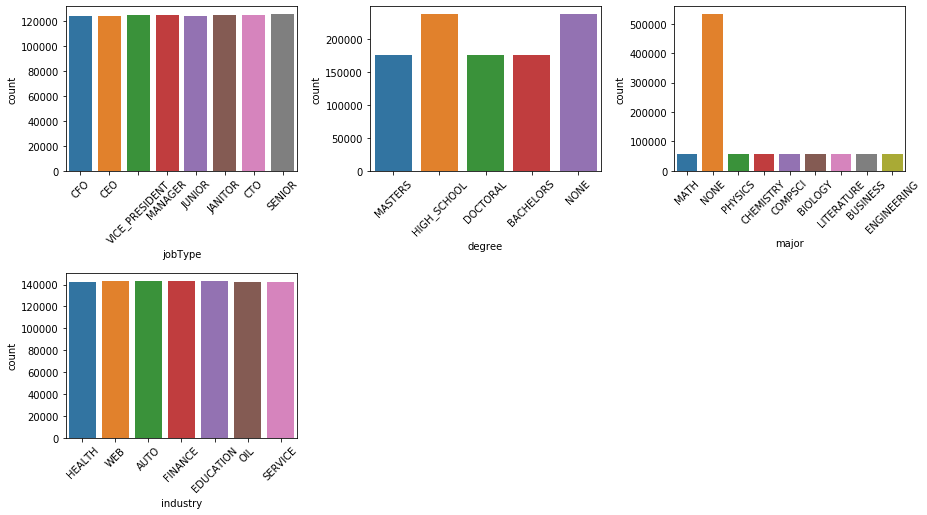 count
120000
100000
80000
60000
40000
20000
0
CFO
CEO
VICE_PRESIDENT
MANAGER
JUNIOR
JANITOR
CTO
SENIOR
jobType
count
200000
150000
100000
50000
0
MASTERS
HIGH_SCHOOL
DOCTORAL
BACHELORS
NONE
degree
count
500000
400000
300000
200000
100000
0
MATH
NONE
PHYSICS
CHEMISTRY
COMPSCI
BIOLOGY
LITERATURE
BUSINESS
ENGINEERING
major
count
140000
120000
100000
80000
60000
40000
20000
0
HEALTH
WEB
AUTO
FINANCE
EDUCATION
OIL
SERVICE
industry